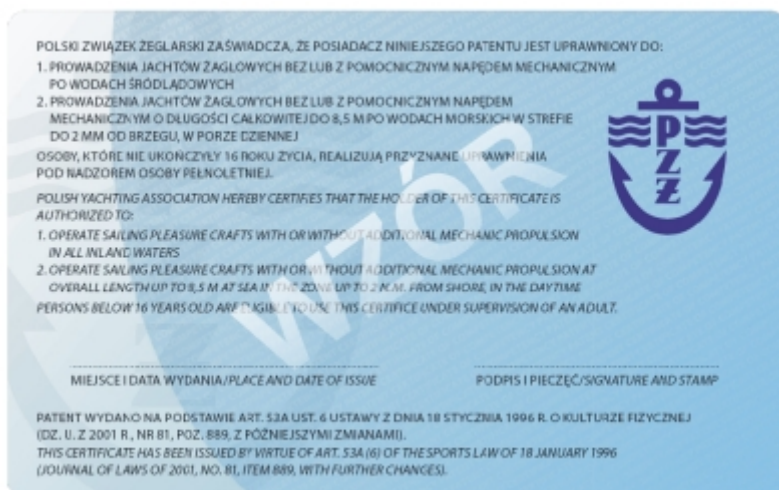 POLSKI ZWIĄZEK ŻEGLARSKI ZAŚWIADCZA, ŻE POSIADACZ NINIEJSZEGO PATENTU JEST UPRAWNIONY DO:
1. PROWADZENIA JACHTÓW ŻAGLOWYCH BEZ LUB Z POMOCNICZYM NAPĘDEM MECHANICZNYM
PO WODACH ŚRÓDLĄDOWYCH
2. PROWADZENIA JACHTÓW ŻAGLOWYCH BEZ LUB Z POMOCNICZYM NAPĘDEM
MECHANICZNYM O DŁUGOŚCI CAŁKOWITEJ DO 8,5 M PO WODACH MORSKICH W STREFIE
DO 2 MM OD BRZEGU, W PORZE DZIENNEJ
OSOBY, KTÓRE NIE UKOŃCZYŁY 16 ROKU ŻYCIA, REALIZUJĄ PRZYZNANE UPRAWNIENIA
POD NADZOREM OSOBY PEŁNOLETNIEJ.
POLISH YACHTING ASSOCIATION HEREBY CERTIFIES THAT THE HOLDER OF THIS CERTIFICATE IS
AUTHORIZED TO:
1. OPERATE SAILING PLEASURE CRAFTS WITH OR WITHOUT ADDITIONAL MECHANIC PROPULSION
IN ALL INLAND WATERS
2. OPERATE SAILING PLEASURE CRAFTS WITH OR WITHOUT ADDITIONAL MECHANIC PROPULSION AT
OVERALL LENGTH UP TO 8,5 M AT SEA IN THE ZONE UP TO 2 N.M. FROM SHORE, IN THE DAYTIME
PERSONS BELOW 16 YEARS OLD ARE ELIGIBLE TO USE THIS CERTIFICE UNDER SUPERVISION OF AN ADULT.
PZŻ
WZÓR
MIEJSCE I DATA WYDANIA/PLACE AND DATE OF ISSUE
PODPIS I PIECZĘĆ/SIGNATURE AND STAMP
PATENT WYDANO NA PODSTAWIE ART. 53A UST. 6 USTAWY Z DNIA 18 STYCZNIA 1996 R. O KULTURZE FIZYCZNEJ
(DZ. U. Z 2001 R., NR 81, POZ. 889, Z PÓŹNIEJSZYMI ZMIANAMI).
THIS CERTIFICATE HAS BEEN ISSUED BY VIRTUE OF ART. 53A (6) OF THE SPORTS LAW OF 18 JANUARY 1996
(JOURNAL OF LAWS OF 2001, NO. 81, ITEM 889, WITH FURTHER CHANGES).